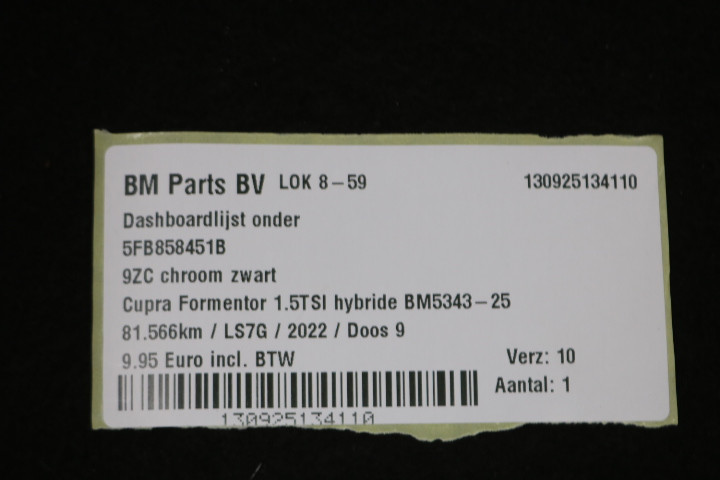 BM Parts BV LOK 8-59 130925134110
Dashboardlijst onder
5FB858451B
9ZC chroom zwart
Cupra Formentor 1.5TSI hybride BM5343-25
81.566km / LS7G / 2022 / Doos 9
9.95 Euro incl. BTW Verz: 10
Aantal: 1
130925134110